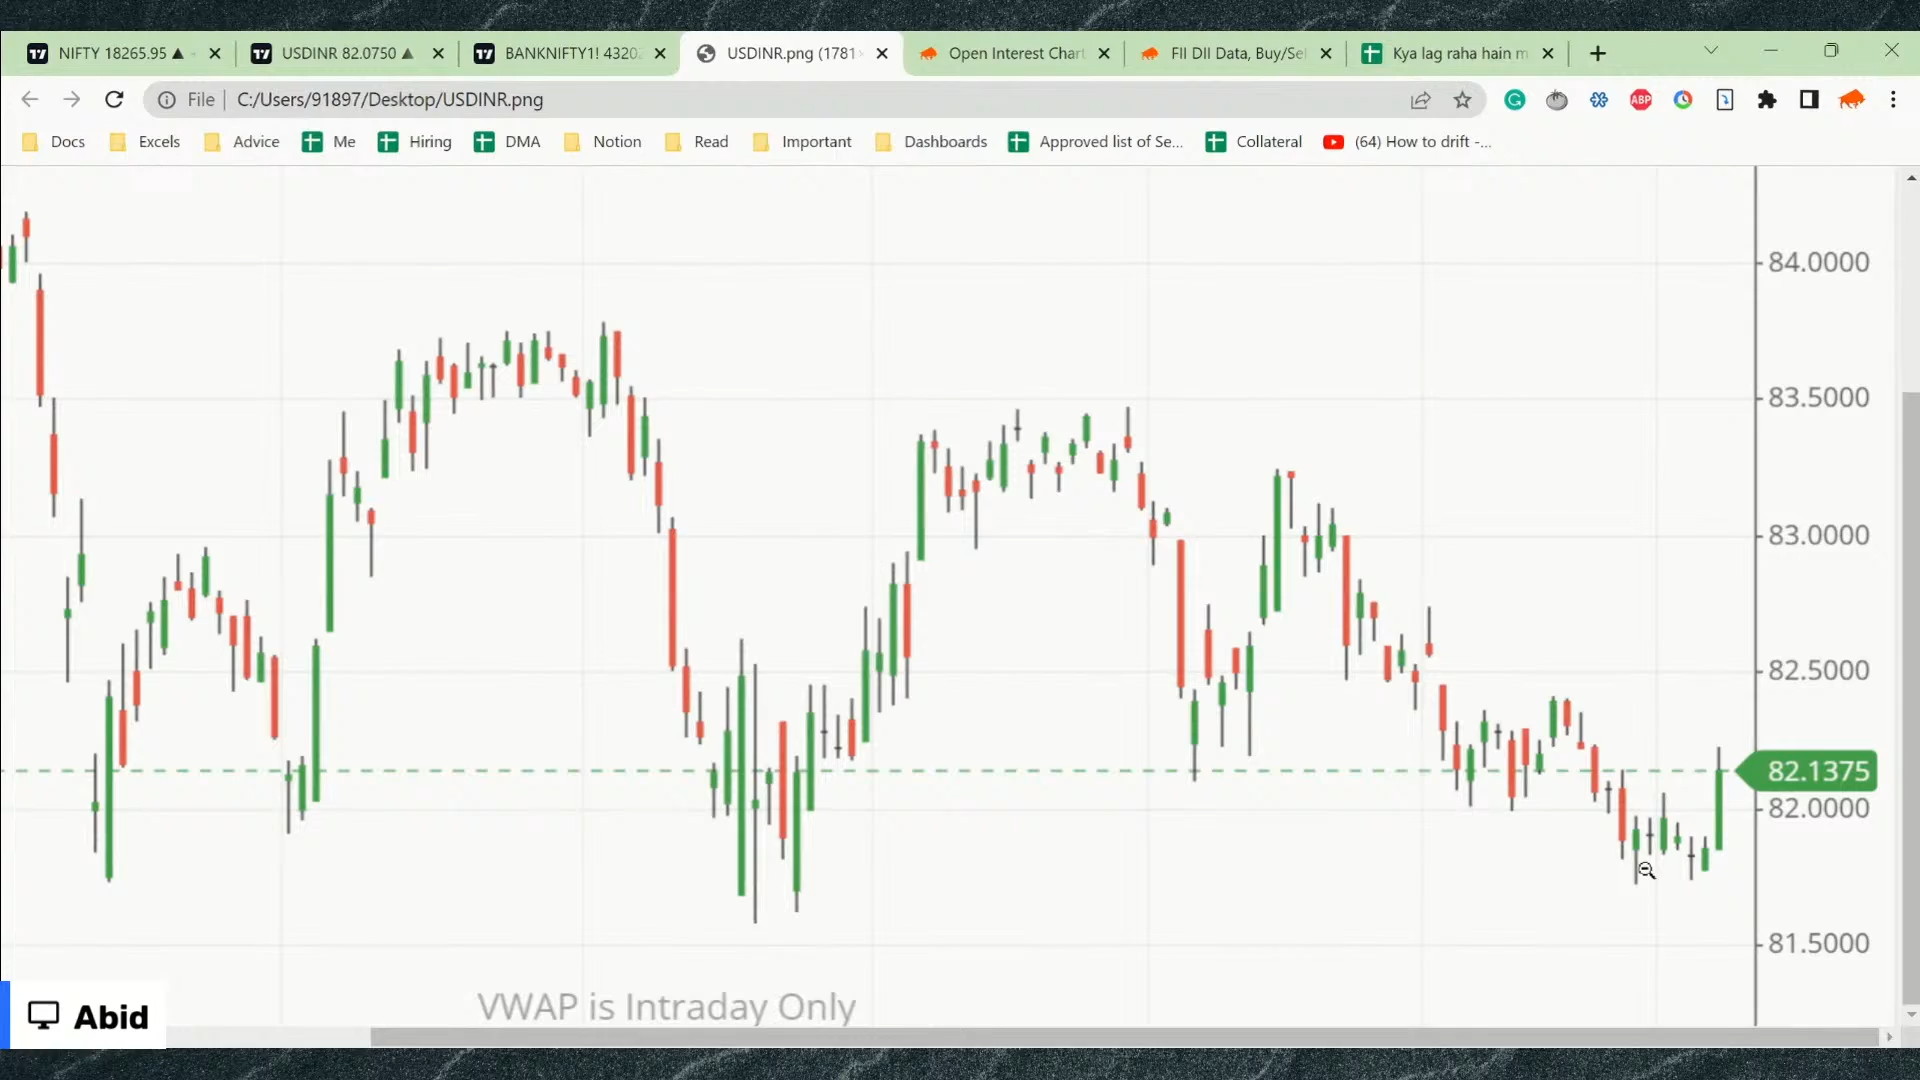 NIFTY 18265.95 ▲
USDINR 82.0750 ▲
BANKNIFTY1! 4320
USDINR.png (1781
Open Interest Chart
FII DII Data, Buy/Sel
Kya lag raha hain m
File
C:/Users/91897/Desktop/USDINR.png
ABP
Docs
Excels
Advice
Me
Hiring
DMA
Notion
Read
Important
Dashboards
Approved list of Se...
Collateral
(64) How to drift -...
84.0000
83.5000
83.0000
82.5000
82.1375
82.0000
81.5000
VWAP is Intraday Only
Abid